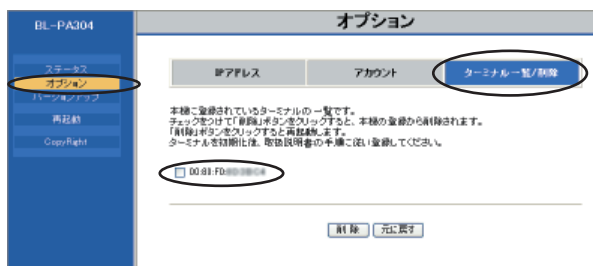 BL-PA304
オプション
ステータス
オプション
バージョンアップ
再起動
CopyRight
IPアドレス
アカウント
ターミナル一覧/削除
本機に登録されているターミナルの一覧です。
チェックをつけて「削除」ボタンをクリックすると、本機の登録から削除されます。
「削除」ボタンをクリックすると再起動します。
ターミナルを初期化後、取扱説明書の手順に従い登録してください。
00:80:F0:
削除
元に戻す